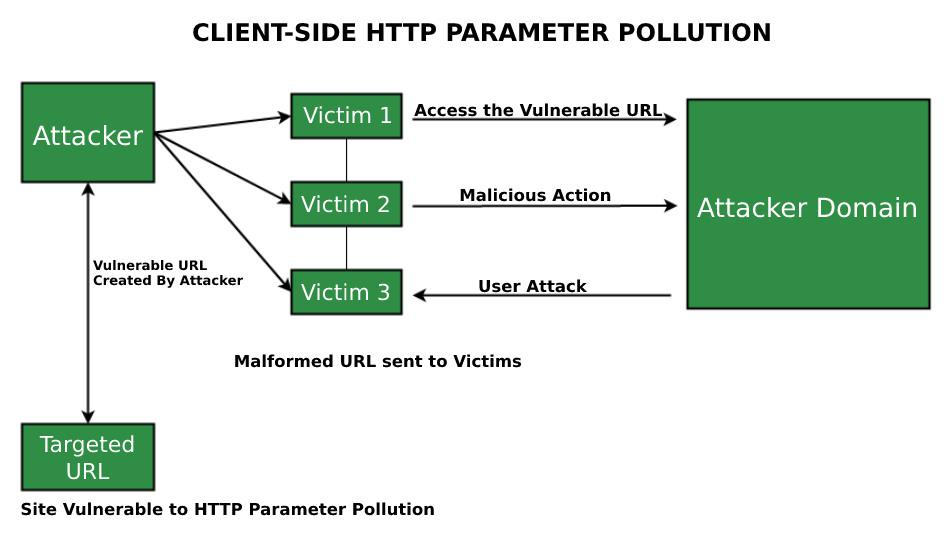 CLIENT-SIDE HTTP PARAMETER POLLUTION
Attacker
Victim 1
Access the Vulnerable URL
Victim 2
Malicious Action
Attacker Domain
Vulnerable URL
Created By Attacker
Victim 3
User Attack
Malformed URL sent to Victims
Targeted
URL
Site Vulnerable to HTTP Parameter Pollution